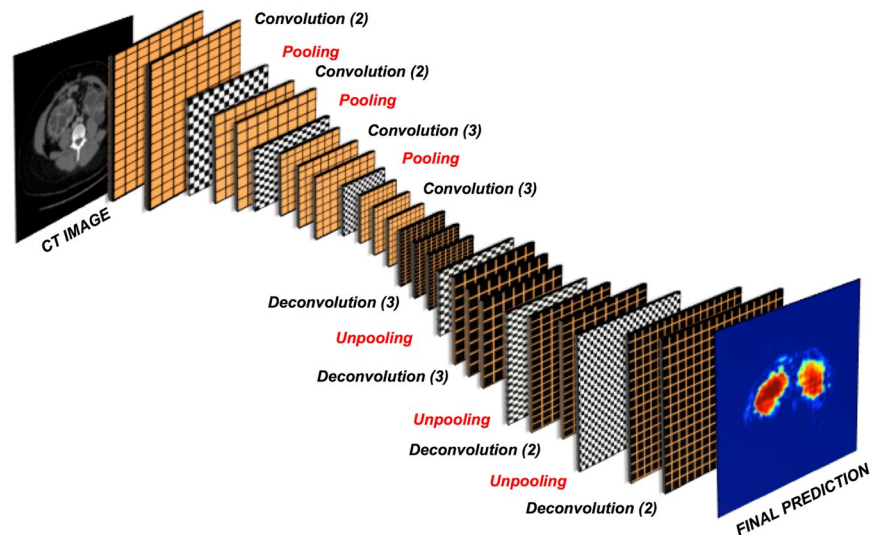 Convolution (2)
Pooling
Convolution (2)
Pooling
Convolution (3)
Pooling
Convolution (3)
CT IMAGE
Deconvolution (3)
Unpooling
Deconvolution (3)
Unpooling
Deconvolution (2)
Unpooling
Deconvolution (2)
FINAL PREDICTION